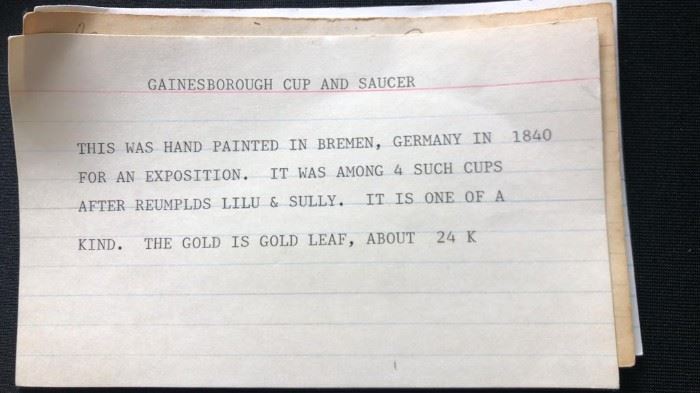 GAINESBOROUGH CUP AND SAUCER
THIS WAS HAND PAINTED IN BREMEN, GERMANY IN 1840
FOR AN EXPOSITION. IT WAS AMONG 4 SUCH CUPS
AFTER REUMPLDS LILU & SULLY. IT IS ONE OF A
KIND. THE GOLD IS GOLD LEAF, ABOUT 24 K